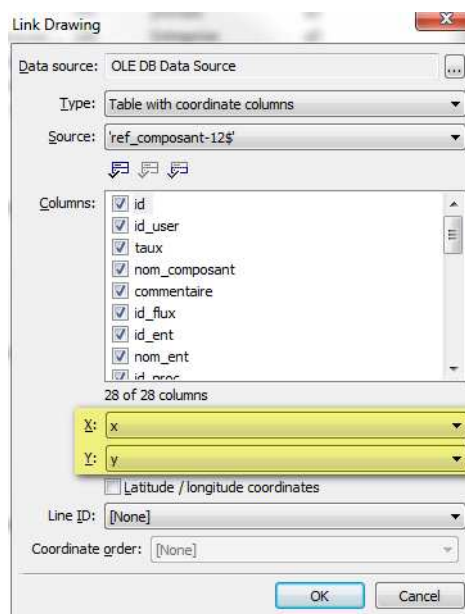 Link Drawing
Data source: OLE DB Data Source ...
Type: Table with coordinate columns
Source: 'ref_composant-12$'
Columns: id
id_user
taux
nom_composant
commentaire
id_flux
id_ent
nom_ent
id_proc
28 of 28 columns
X: x
Y: y
Latitude / longitude coordinates
Line ID: [None]
Coordinate order: [None]
OK Cancel